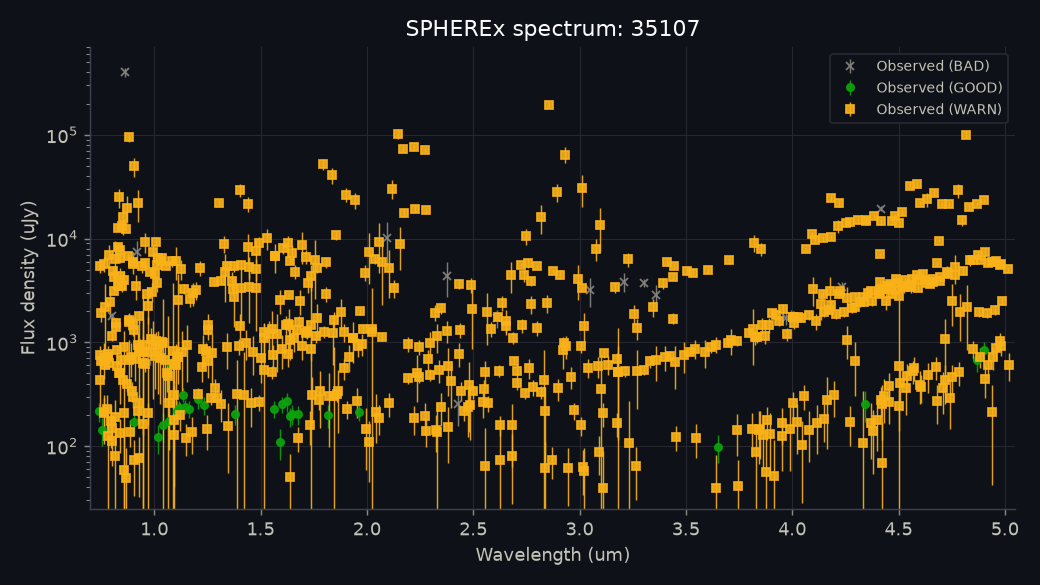 SPHEREx spectrum: 35107
Observed (BAD)
Observed (GOOD)
Observed (WARN)
Flux density (uJy)
10^5
10^4
10^3
10^2
1.0 1.5 2.0 2.5 3.0 3.5 4.0 4.5 5.0
Wavelength (um)